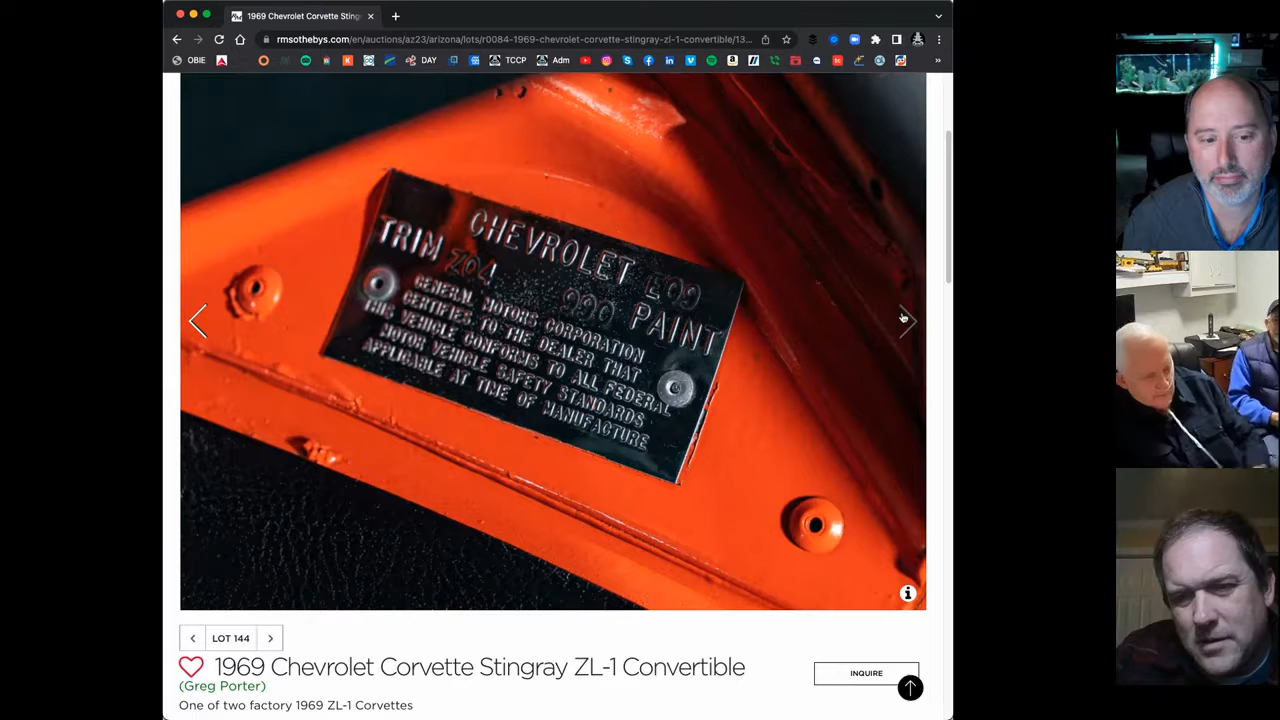 1969 Chevrolet Corvette Sting
rmsothebys.com/en/auctions/az23/arizona/lots/r0084-1969-chevrolet-corvette-stingray-zl-1-convertible/13...
OBIE
DAY
TCCP
Adm
CHEVROLET E09
TRIM Z04 990 PAINT
GENERAL MOTORS CORPORATION
CERTIFIES TO THE DEALER THAT
THIS VEHICLE CONFORMS TO ALL FEDERAL
MOTOR VEHICLE SAFETY STANDARDS
APPLICABLE AT TIME OF MANUFACTURE
LOT 144
1969 Chevrolet Corvette Stingray ZL-1 Convertible
INQUIRE
(Greg Porter)
One of two factory 1969 ZL-1 Corvettes